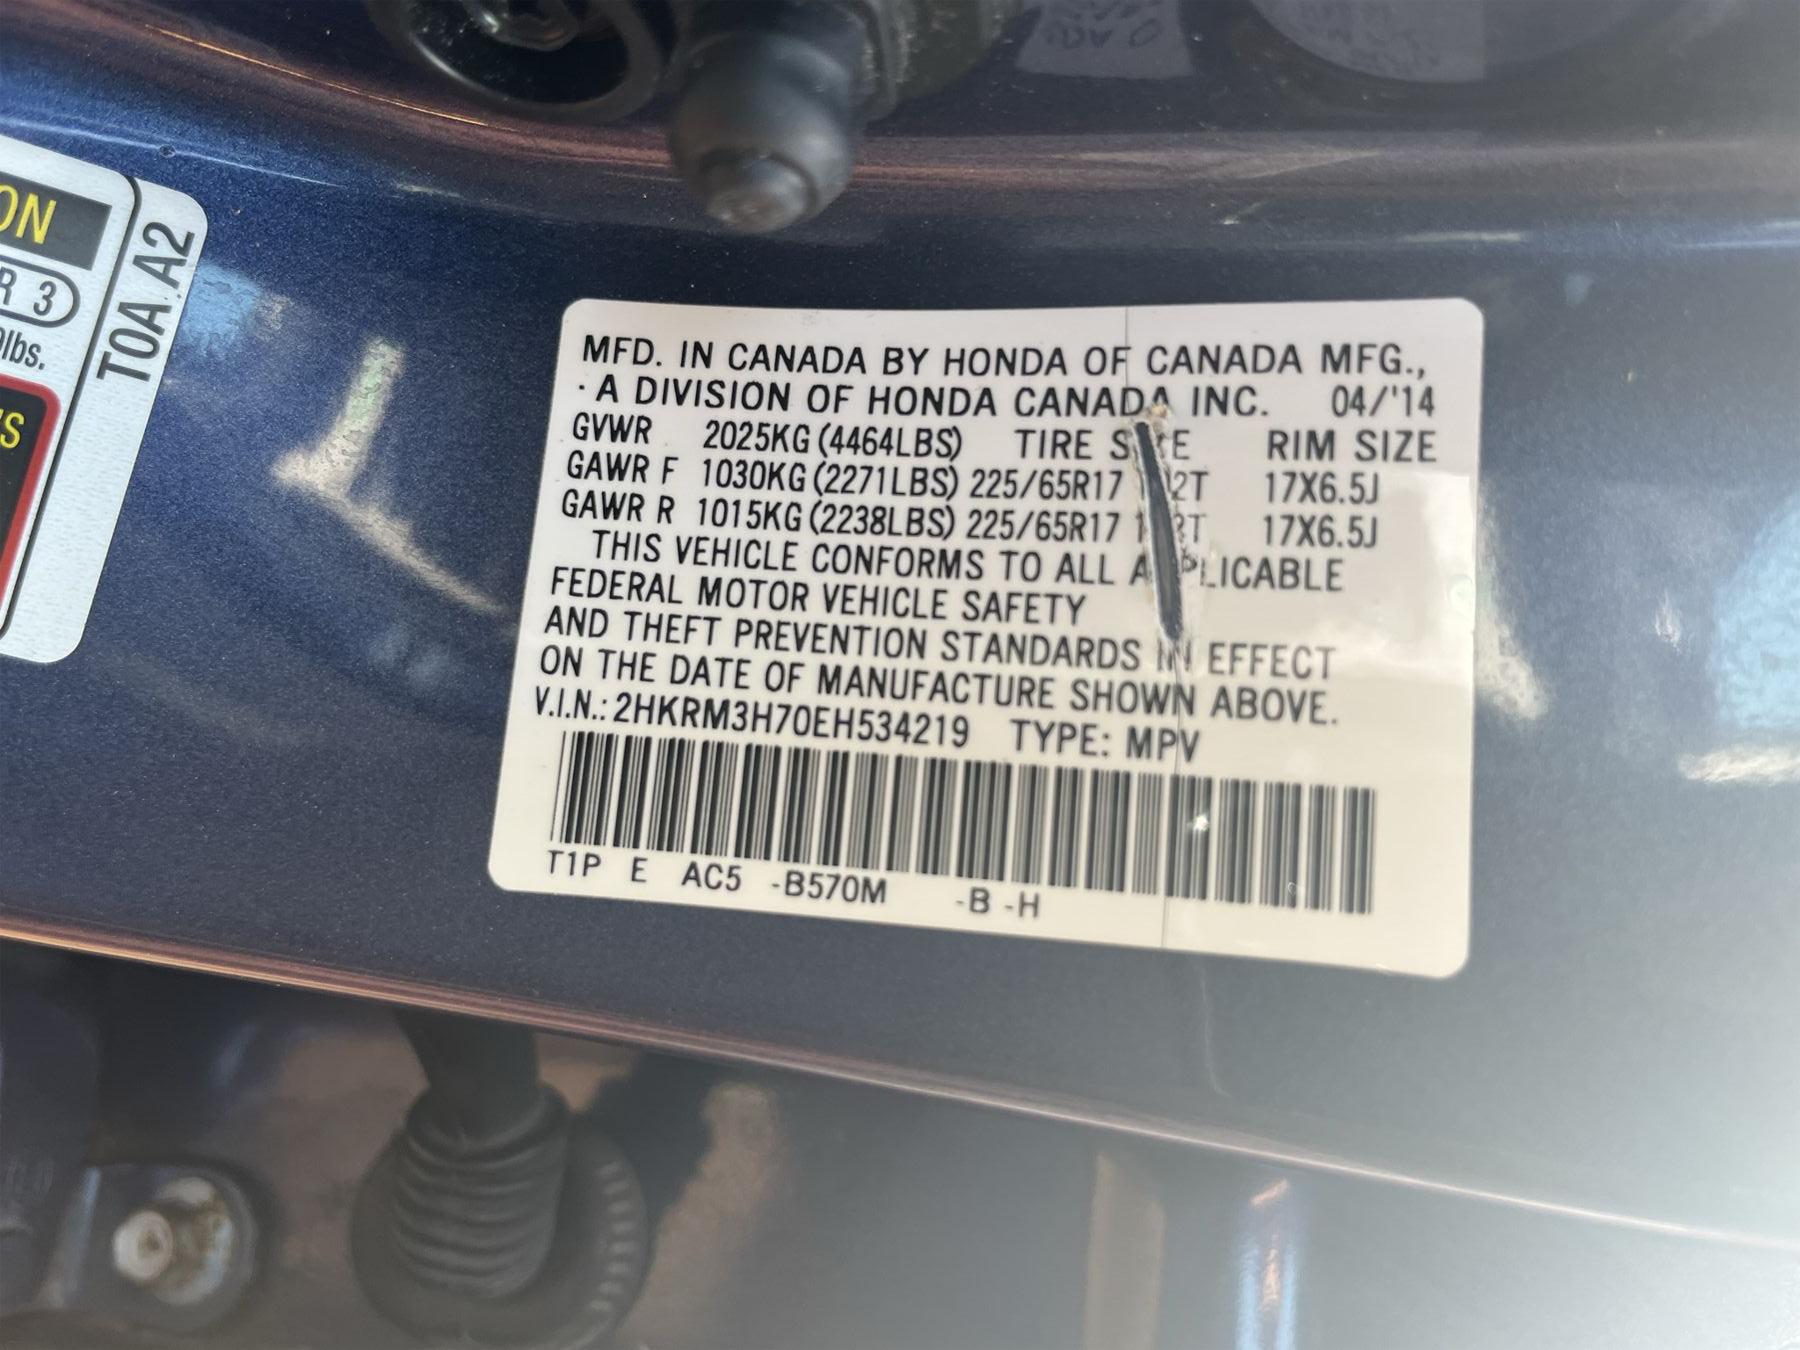 ON
R 3
lbs.
S
T0A A2
MFD. IN CANADA BY HONDA OF CANADA MFG.,
A DIVISION OF HONDA CANADA INC. 04/'14
GVWR 2025KG (4464LBS) TIRE SIZE RIM SIZE
GAWR F 1030KG (2271LBS) 225/65R17 102T 17X6.5J
GAWR R 1015KG (2238LBS) 225/65R17 102T 17X6.5J
THIS VEHICLE CONFORMS TO ALL APPLICABLE
FEDERAL MOTOR VEHICLE SAFETY
AND THEFT PREVENTION STANDARDS IN EFFECT
ON THE DATE OF MANUFACTURE SHOWN ABOVE.
V.I.N.: 2HKRM3H70EH534219 TYPE: MPV
T1P E AC5 -B570M -B -H